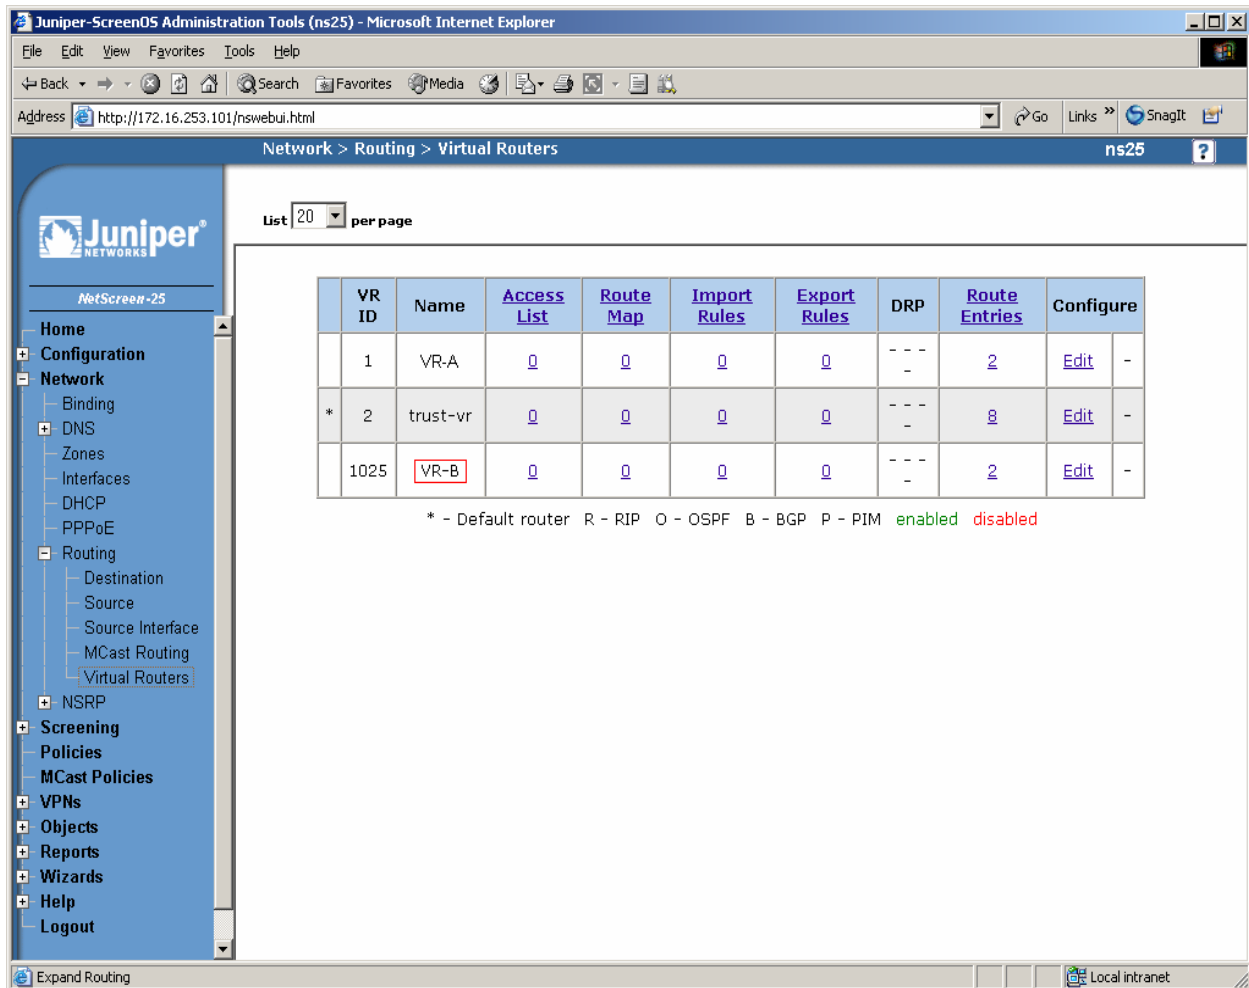 Juniper-ScreenOS Administration Tools (ns25) - Microsoft Internet Explorer
File Edit View Favorites Tools Help
Back Search Favorites Media
Address http://172.16.253.101/nswebui.html Go Links » SnagIt
Network > Routing > Virtual Routers ns25 ?
Juniper®
NETWORKS
NetScreen-25
Home
Configuration
Network
Binding
DNS
Zones
Interfaces
DHCP
PPPoE
Routing
Destination
Source
Source Interface
MCast Routing
Virtual Routers
NSRP
Screening
Policies
MCast Policies
VPNs
Objects
Reports
Wizards
Help
Logout
List 20 per page
VR ID Name Access List Route Map Import Rules Export Rules DRP Route Entries Configure
1 VR-A 0 0 0 0 - - - - 2 Edit -
* 2 trust-vr 0 0 0 0 - - - - 8 Edit -
1025 VR-B 0 0 0 0 - - - - 2 Edit -
* - Default router R - RIP O - OSPF B - BGP P - PIM enabled disabled
Expand Routing Local intranet